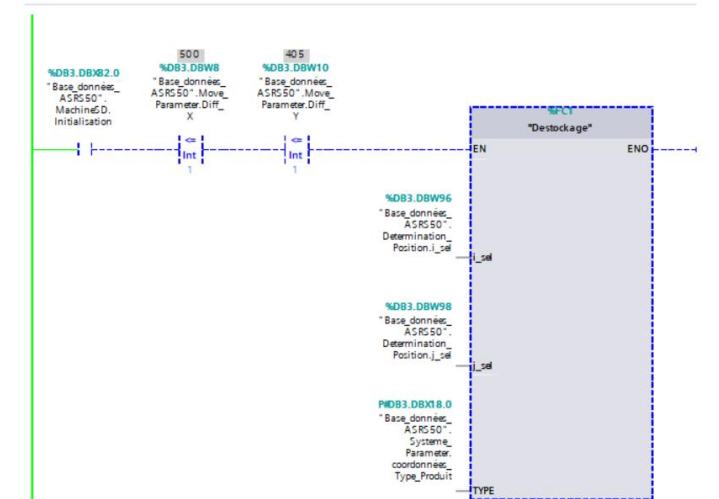 500
405
%DB3.DBX82.0
%DB3.DBW8
%DB3.DBW10
"Base_données_
ASRS50".
MachineSD.
Initialisation
"Base_données_
ASRS50".Move_
Parameter.Diff_
X
"Base_données_
ASRS50".Move_
Parameter.Diff_
Y
<=
Int
1
<=
Int
1
"Destockage"
EN
ENO
%DB3.DBW96
"Base_données_
ASRS50".
Determination_
Position.i_sel
i_sel
%DB3.DBW98
"Base_données_
ASRS50".
Determination_
Position.j_sel
j_sel
P#DB3.DBX18.0
"Base_données_
ASRS50".
Systeme_
Parameter.
coordonnées_
Type_Produit
TYPE